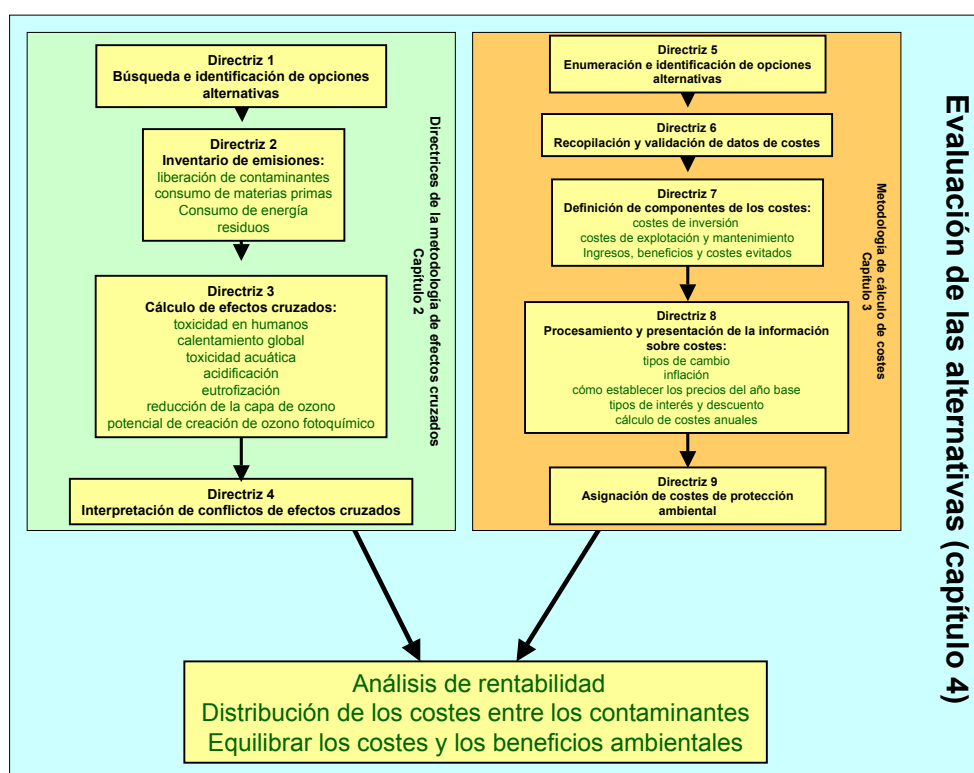 Directriz 1
Búsqueda e identificación de opciones
alternativas
Directriz 2
Inventario de emisiones:
liberación de contaminantes
consumo de materias primas
Consumo de energía
residuos
Directriz 3
Cálculo de efectos cruzados:
toxicidad en humanos
calentamiento global
toxicidad acuática
acidificación
eutrofización
reducción de la capa de ozono
potencial de creación de ozono fotoquímico
Directriz 4
Interpretación de conflictos de efectos cruzados
Directrices de la metodología de efectos cruzados
Capítulo 2
Directriz 5
Enumeración e identificación de opciones
alternativas
Directriz 6
Recopilación y validación de datos de costes
Directriz 7
Definición de componentes de los costes:
costes de inversión
costes de explotación y mantenimiento
Ingresos, beneficios y costes evitados
Directriz 8
Procesamiento y presentación de la información
sobre costes:
tipos de cambio
inflación
cómo establecer los precios del año base
tipos de interés y descuento
cálculo de costes anuales
Directriz 9
Asignación de costes de protección
ambiental
Metodología de cálculo de costes
Capítulo 3
Evaluación de las alternativas (capítulo 4)
Análisis de rentabilidad
Distribución de los costes entre los contaminantes
Equilibrar los costes y los beneficios ambientales